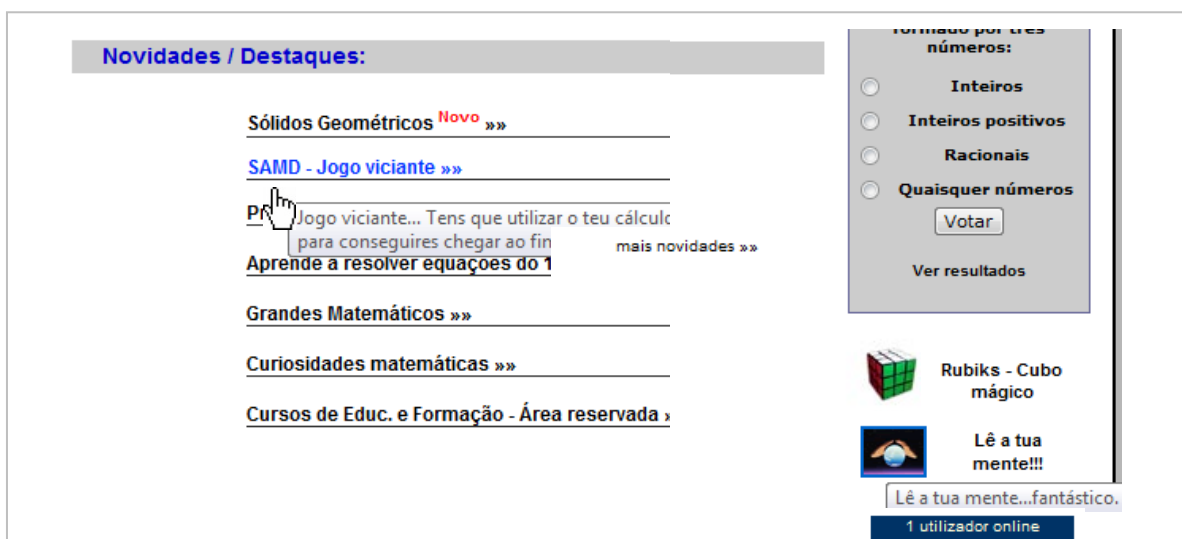 Novidades / Destaques:
Sólidos Geométricos Novo »»
SAMD - Jogo viciante »»
Jogo viciante... Tens que utilizar o teu cálculo
para conseguires chegar ao fin
mais novidades »»
Aprende a resolver equações do 1
Grandes Matemáticos »»
Curiosidades matemáticas »»
Cursos de Educ. e Formação - Área reservada »
formado por três
números:
Inteiros
Inteiros positivos
Racionais
Quaisquer números
Votar
Ver resultados
Rubiks - Cubo
mágico
Lê a tua
mente!!!
Lê a tua mente...fantástico.
1 utilizador online